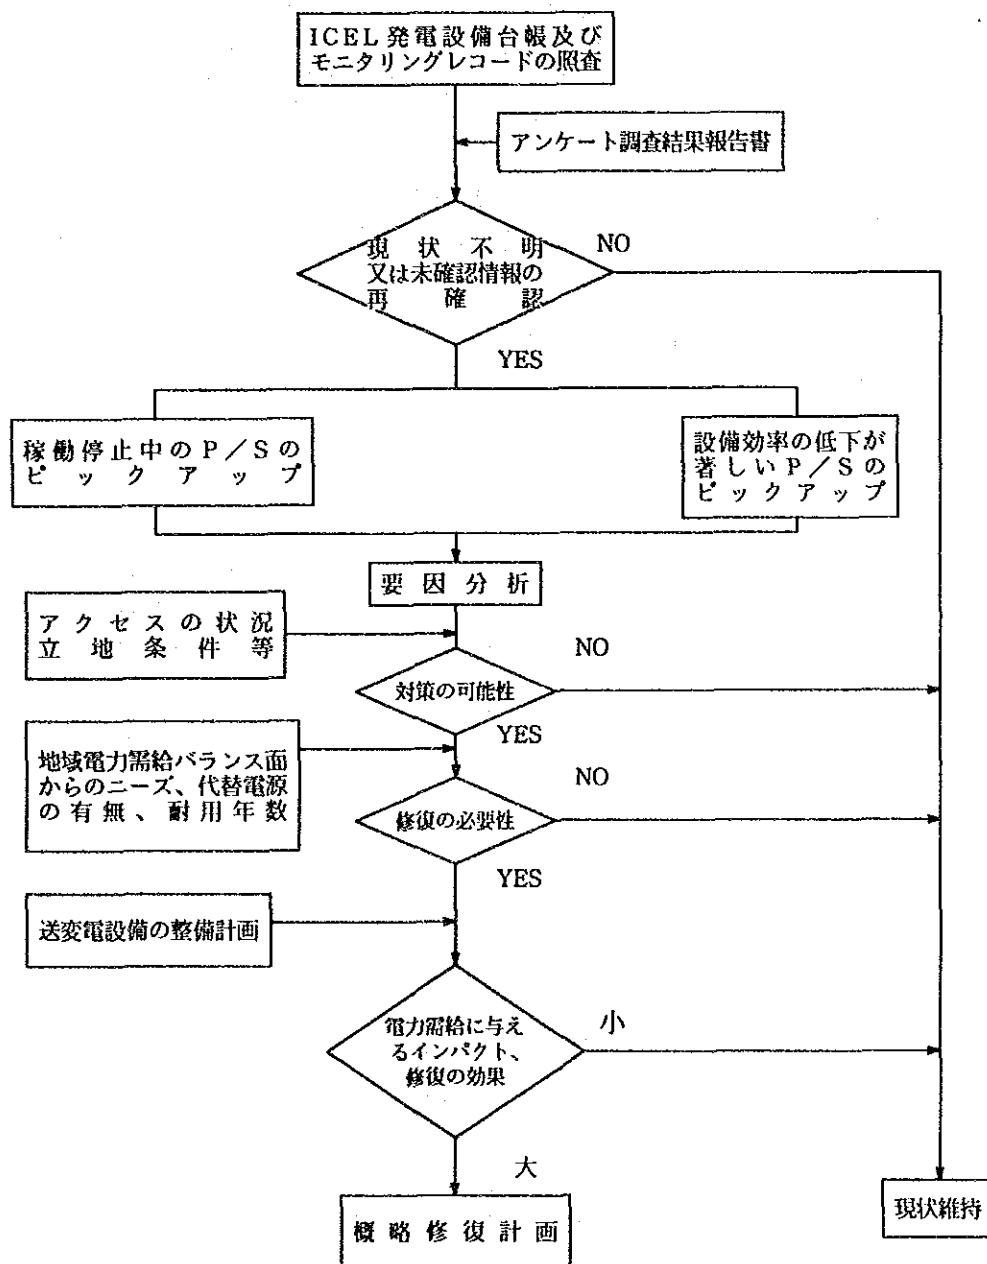 ICEL発電設備台帳及び
モニタリングレコードの照査
アンケート調査結果報告書
現状不明
又は未確認情報の
再確認
NO
YES
稼働停止中のP/Sの
ピックアップ
設備効率の低下が
著しいP/Sの
ピックアップ
要因分析
アクセスの状況
立地条件等
NO
対策の可能性
YES
地域電力需給バランス面
からのニーズ、代替電源
の有無、耐用年数
NO
修復の必要性
YES
送変電設備の整備計画
電力需給に与え
るインパクト、
修復の効果
小
大
概略修復計画
現状維持